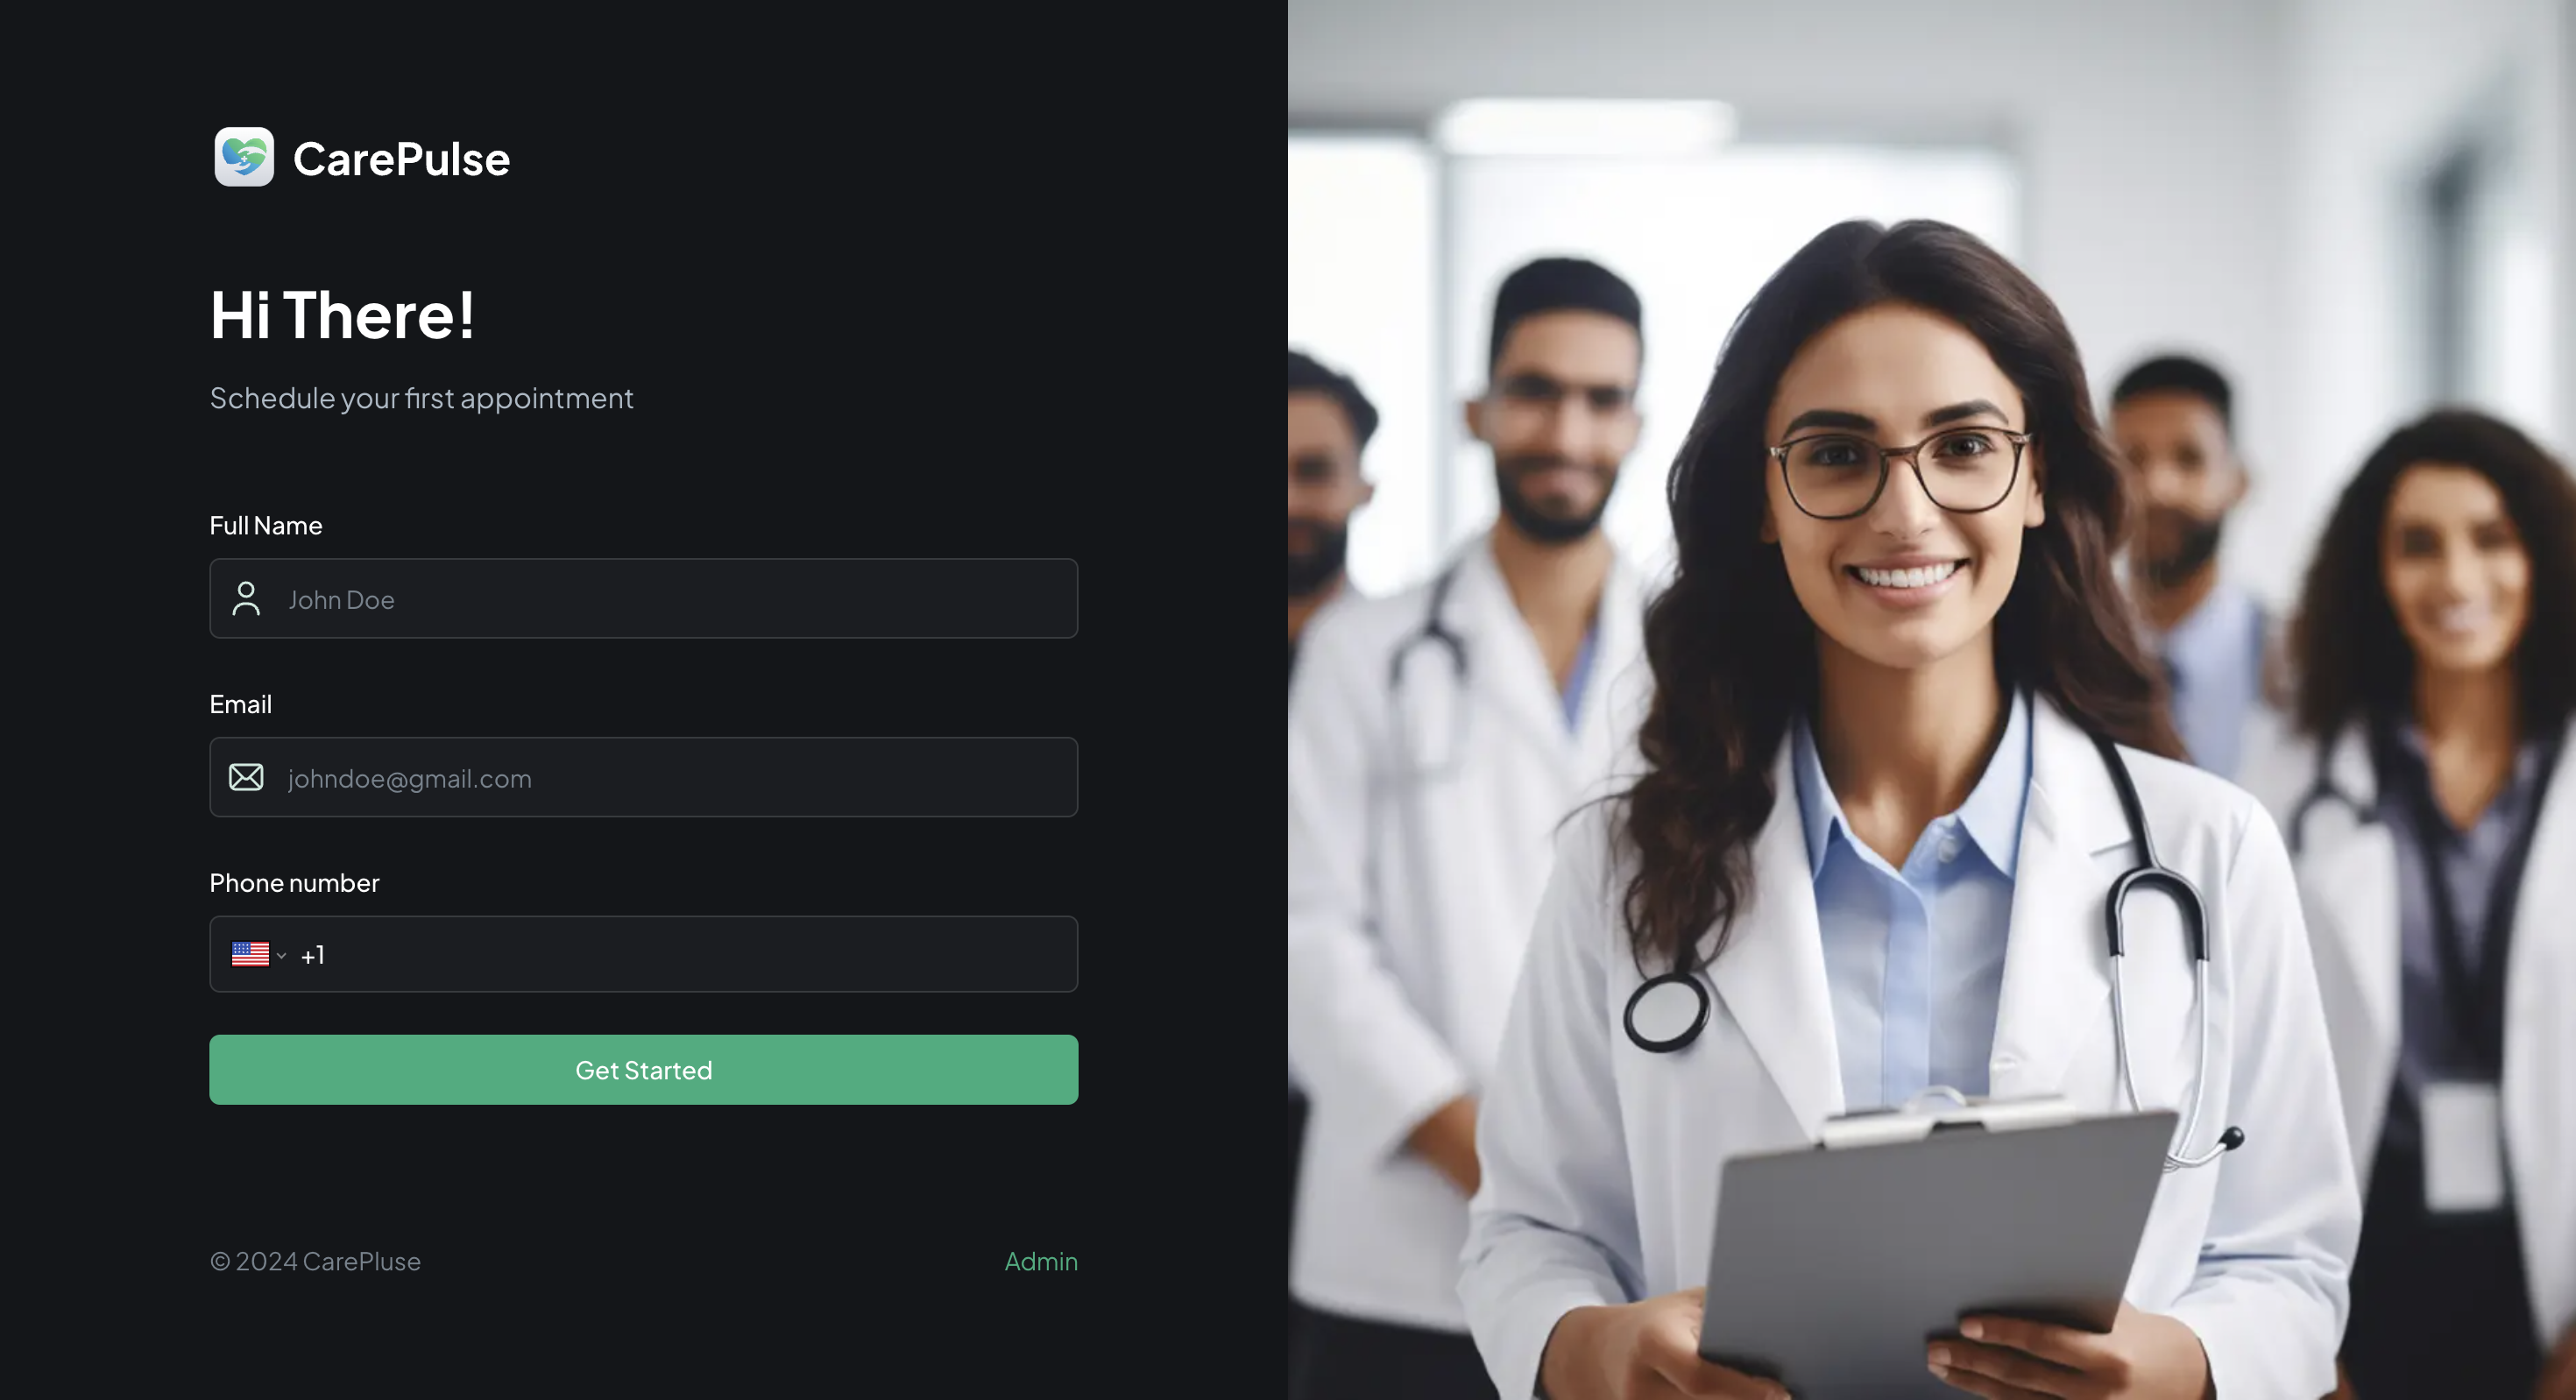 CarePulse
Hi There!
Schedule your first appointment
Full Name
John Doe
Email
johndoe@gmail.com
Phone number
+1
Get Started
© 2024 CarePluse
Admin